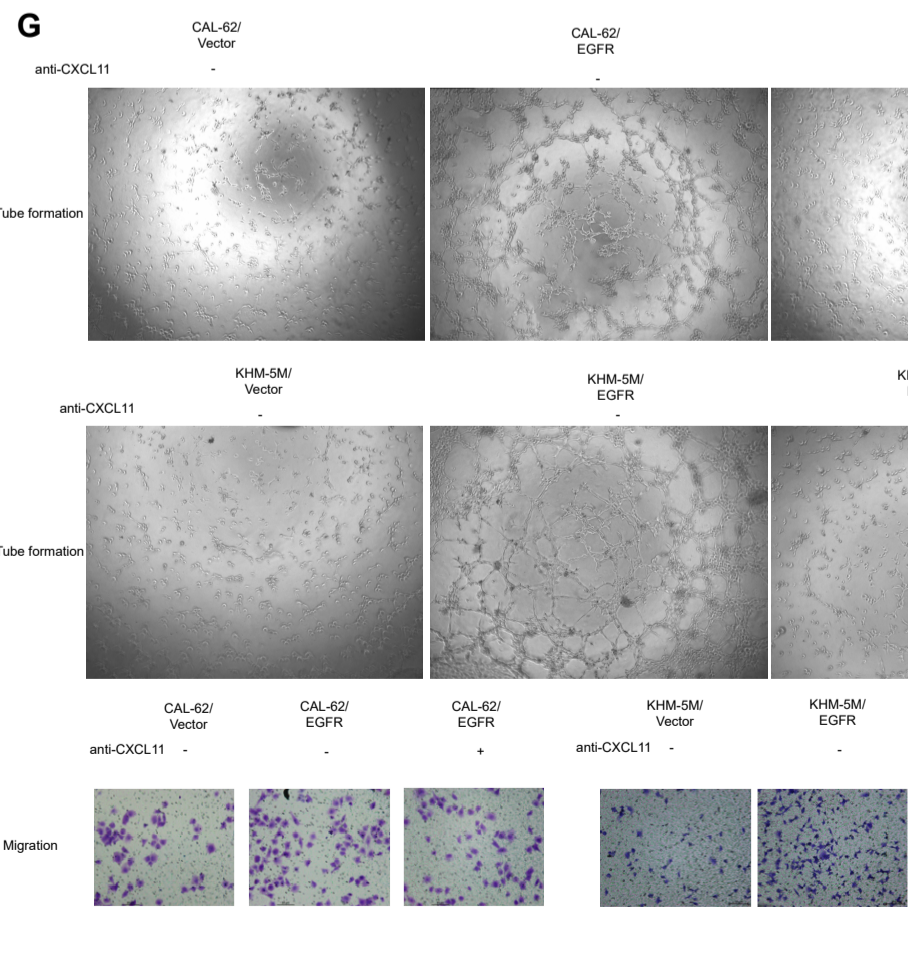 G
CAL-62/
Vector
CAL-62/
EGFR
anti-CXCL11 - -
Tube formation
KHM-5M/
Vector
KHM-5M/
EGFR
anti-CXCL11 - -
Tube formation
CAL-62/
Vector
CAL-62/
EGFR
CAL-62/
EGFR
KHM-5M/
Vector
KHM-5M/
EGFR
anti-CXCL11 - - +
anti-CXCL11 - -
Migration